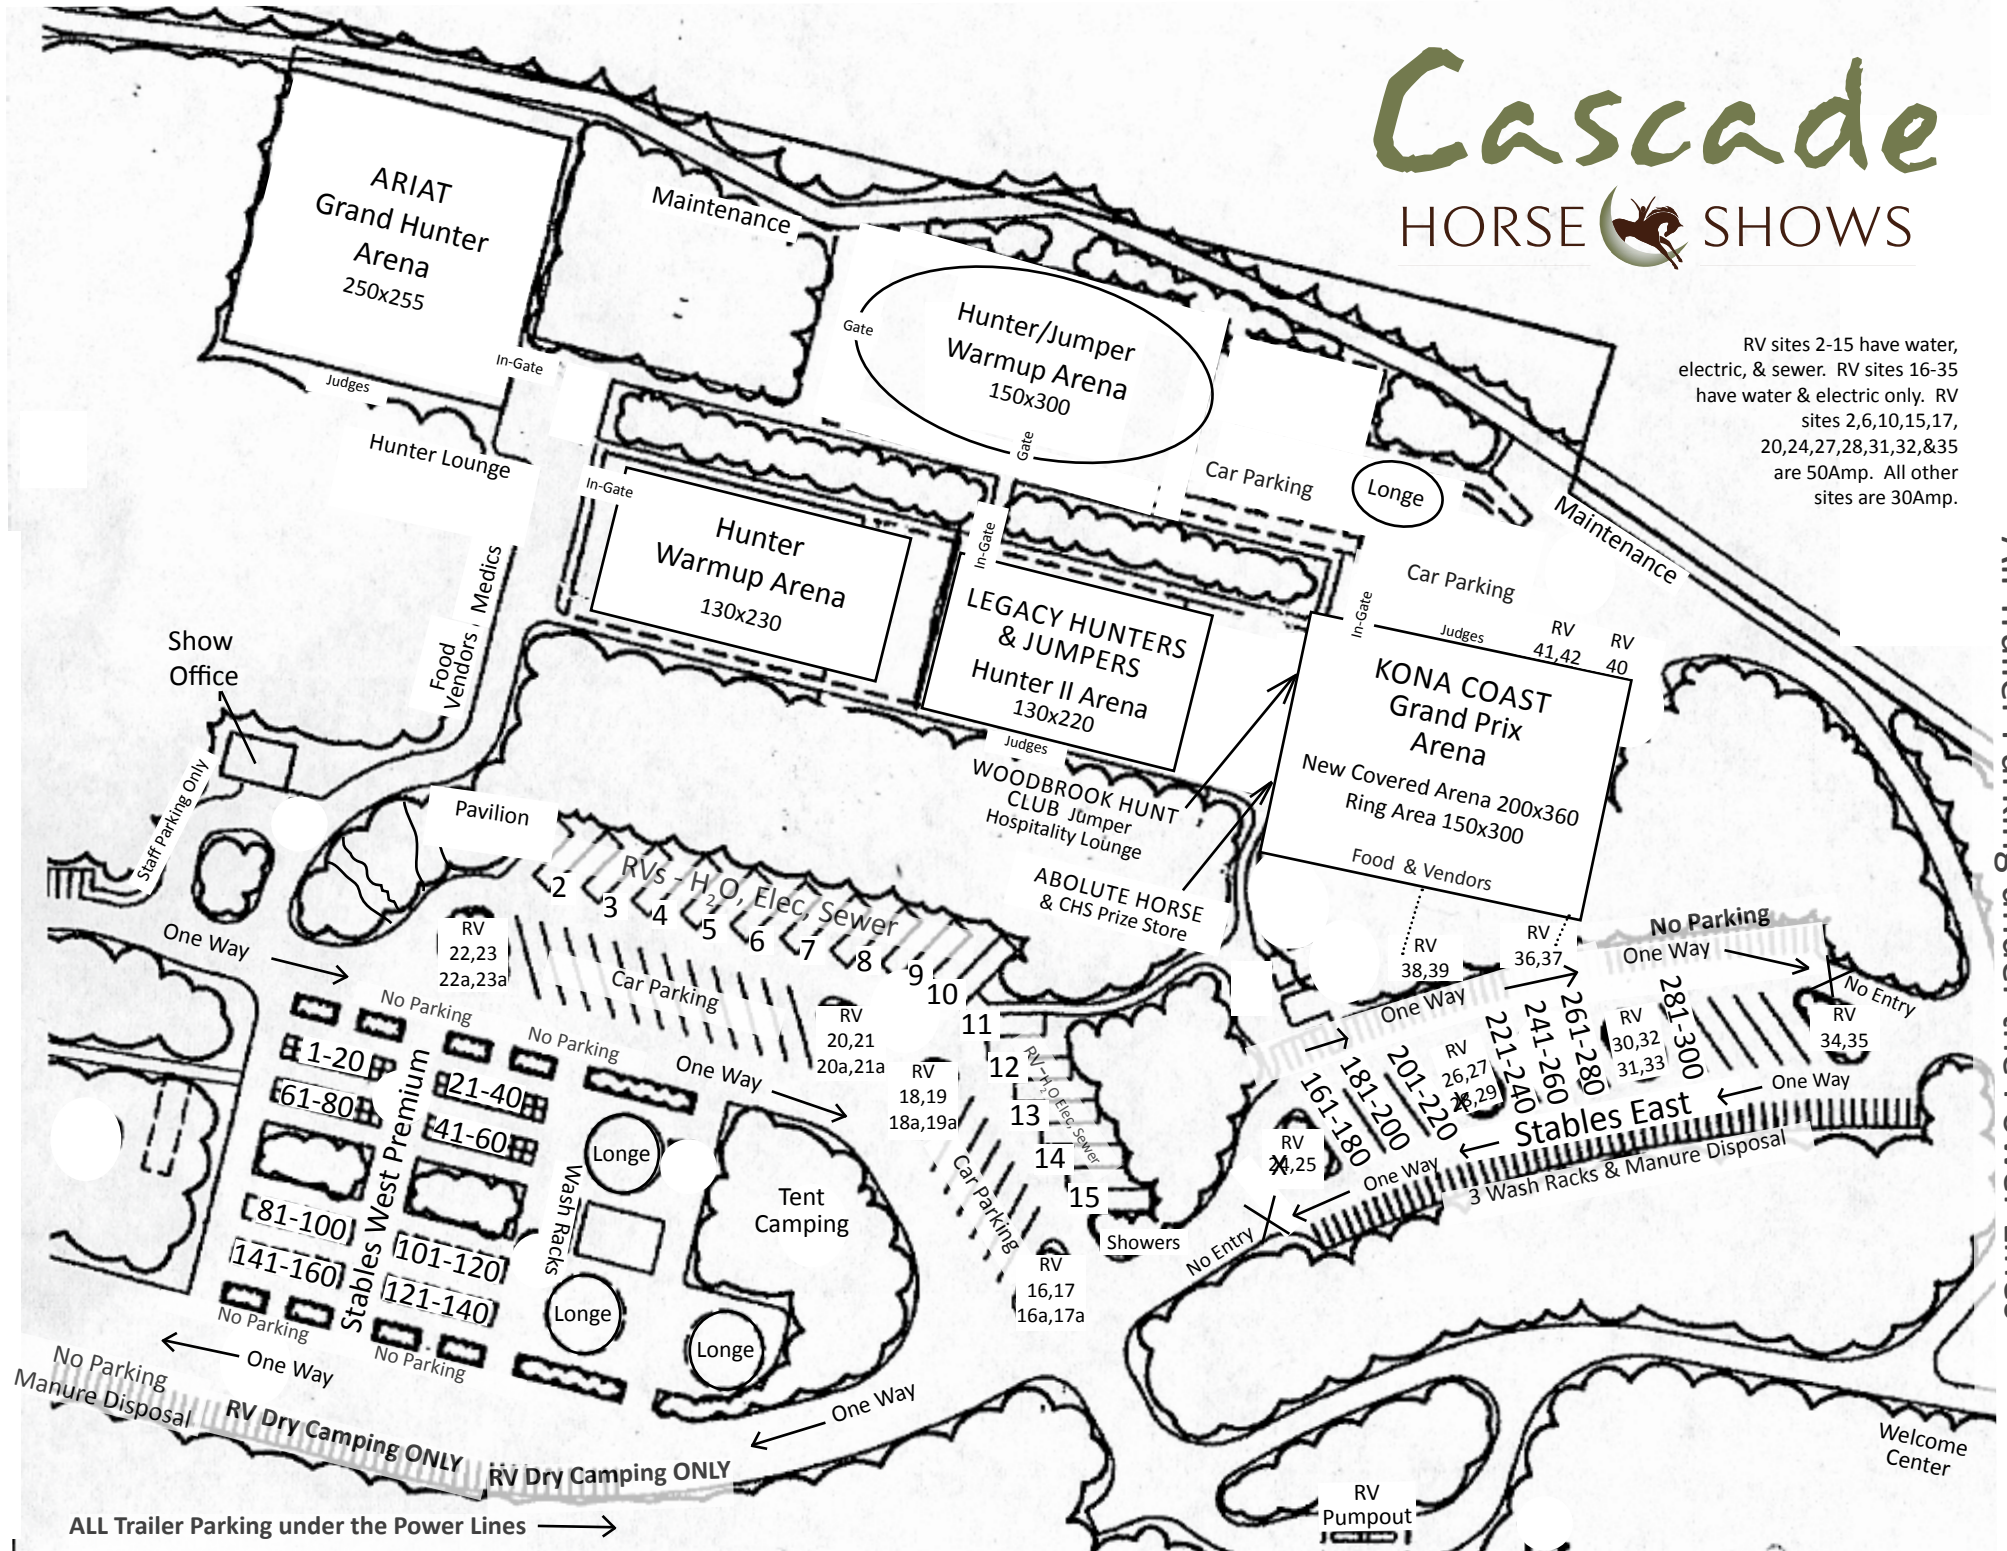 Cascade
HORSE SHOWS
RV sites 2-15 have water,
electric, & sewer. RV sites 16-35
have water & electric only. RV
sites 2,6,10,15,17,
20,24,27,28,31,32,&35
are 50Amp. All other
sites are 30Amp.
ARIAT
Grand Hunter
Arena
250x255
Maintenance
Gate
Hunter/Jumper
Warmup Arena
150x300
Gate
In-Gate
Judges
Hunter Lounge
In-Gate
Hunter
Warmup Arena
130x230
In-Gate
Car Parking
Longe
Maintenance
Car Parking
Medics
Food
Vendors
Show
Office
Staff Parking Only
LEGACY HUNTERS
& JUMPERS
Hunter II Arena
130x220
Judges
In-Gate
Judges
RV
41,42
RV
40
KONA COAST
Grand Prix
Arena
New Covered Arena 200x360
Ring Area 150x300
Food & Vendors
WOODBROOK HUNT
CLUB Jumper
Hospitality Lounge
ABOLUTE HORSE
& CHS Prize Store
Pavilion
RVs - H2O, Elec, Sewer
2
3
4
5
6
7
8
9
10
11
12
13
14
15
RV-H2O Elec, Sewer
One Way
RV
22,23
22a,23a
Car Parking
No Parking
No Parking
One Way
RV
20,21
20a,21a
RV
18,19
18a,19a
Car Parking
RV
16,17
16a,17a
Showers
RV
38,39
RV
36,37
No Parking
One Way
No Entry
RV
34,35
One Way
161-180
181-200
201-220
RV
26,27
28,29
221-240
241-260
261-280
RV
30,32
31,33
281-300
One Way
Stables East
RV
24,25
One Way
3 Wash Racks & Manure Disposal
No Entry
1-20
61-80
21-40
41-60
Stables West Premium
81-100
141-160
101-120
121-140
Wash Racks
Longe
Longe
Longe
Tent
Camping
No Parking
No Parking
One Way
One Way
No Parking
Manure Disposal
RV Dry Camping ONLY
RV Dry Camping ONLY
ALL Trailer Parking under the Power Lines
RV
Pumpout
Welcome
Center